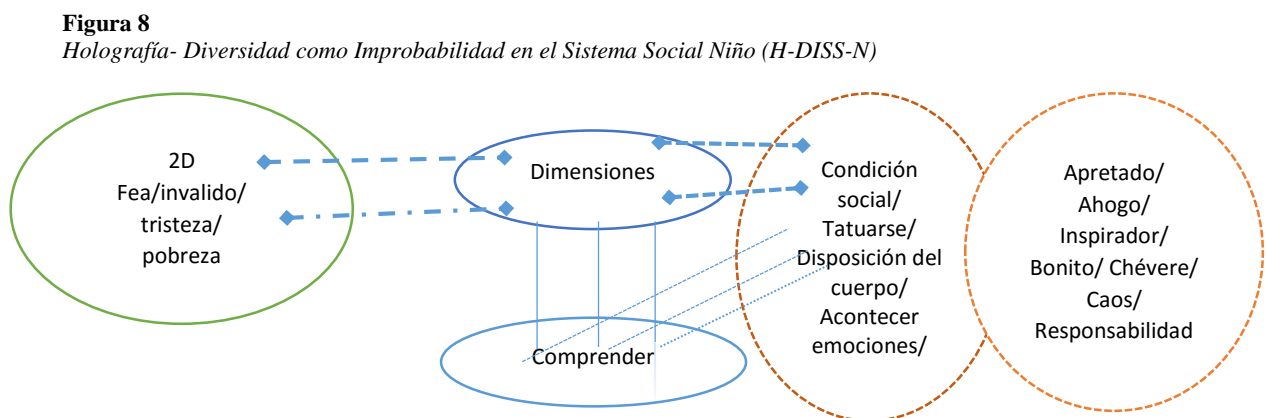 Figura 8
Holografía- Diversidad como Improbabilidad en el Sistema Social Niño (H-DISS-N)
2D
Fea/invalido/
tristeza/
pobreza
Dimensiones
Comprender
Condición
social/
Tatuarse/
Disposición del
cuerpo/
Acontecer
emociones/
Apretado/
Ahogo/
Inspirador/
Bonito/ Chévere/
Caos/
Responsabilidad